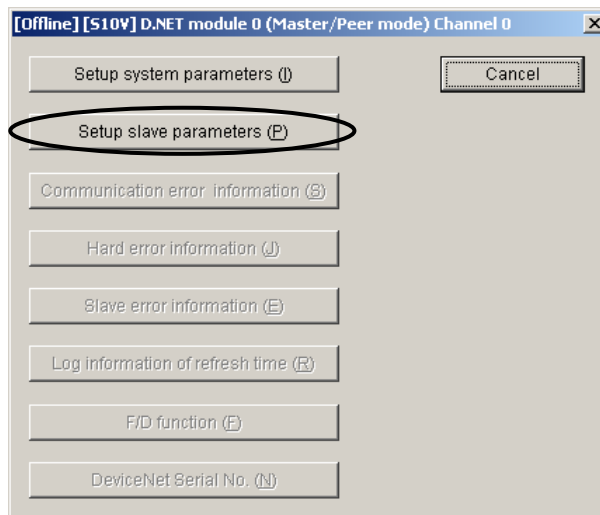 [Offline] [S10V] D.NET module 0 (Master/Peer mode) Channel 0
Setup system parameters (I)
Cancel
Setup slave parameters (P)
Communication error information (S)
Hard error information (J)
Slave error information (E)
Log information of refresh time (R)
F/D function (F)
DeviceNet Serial No. (N)